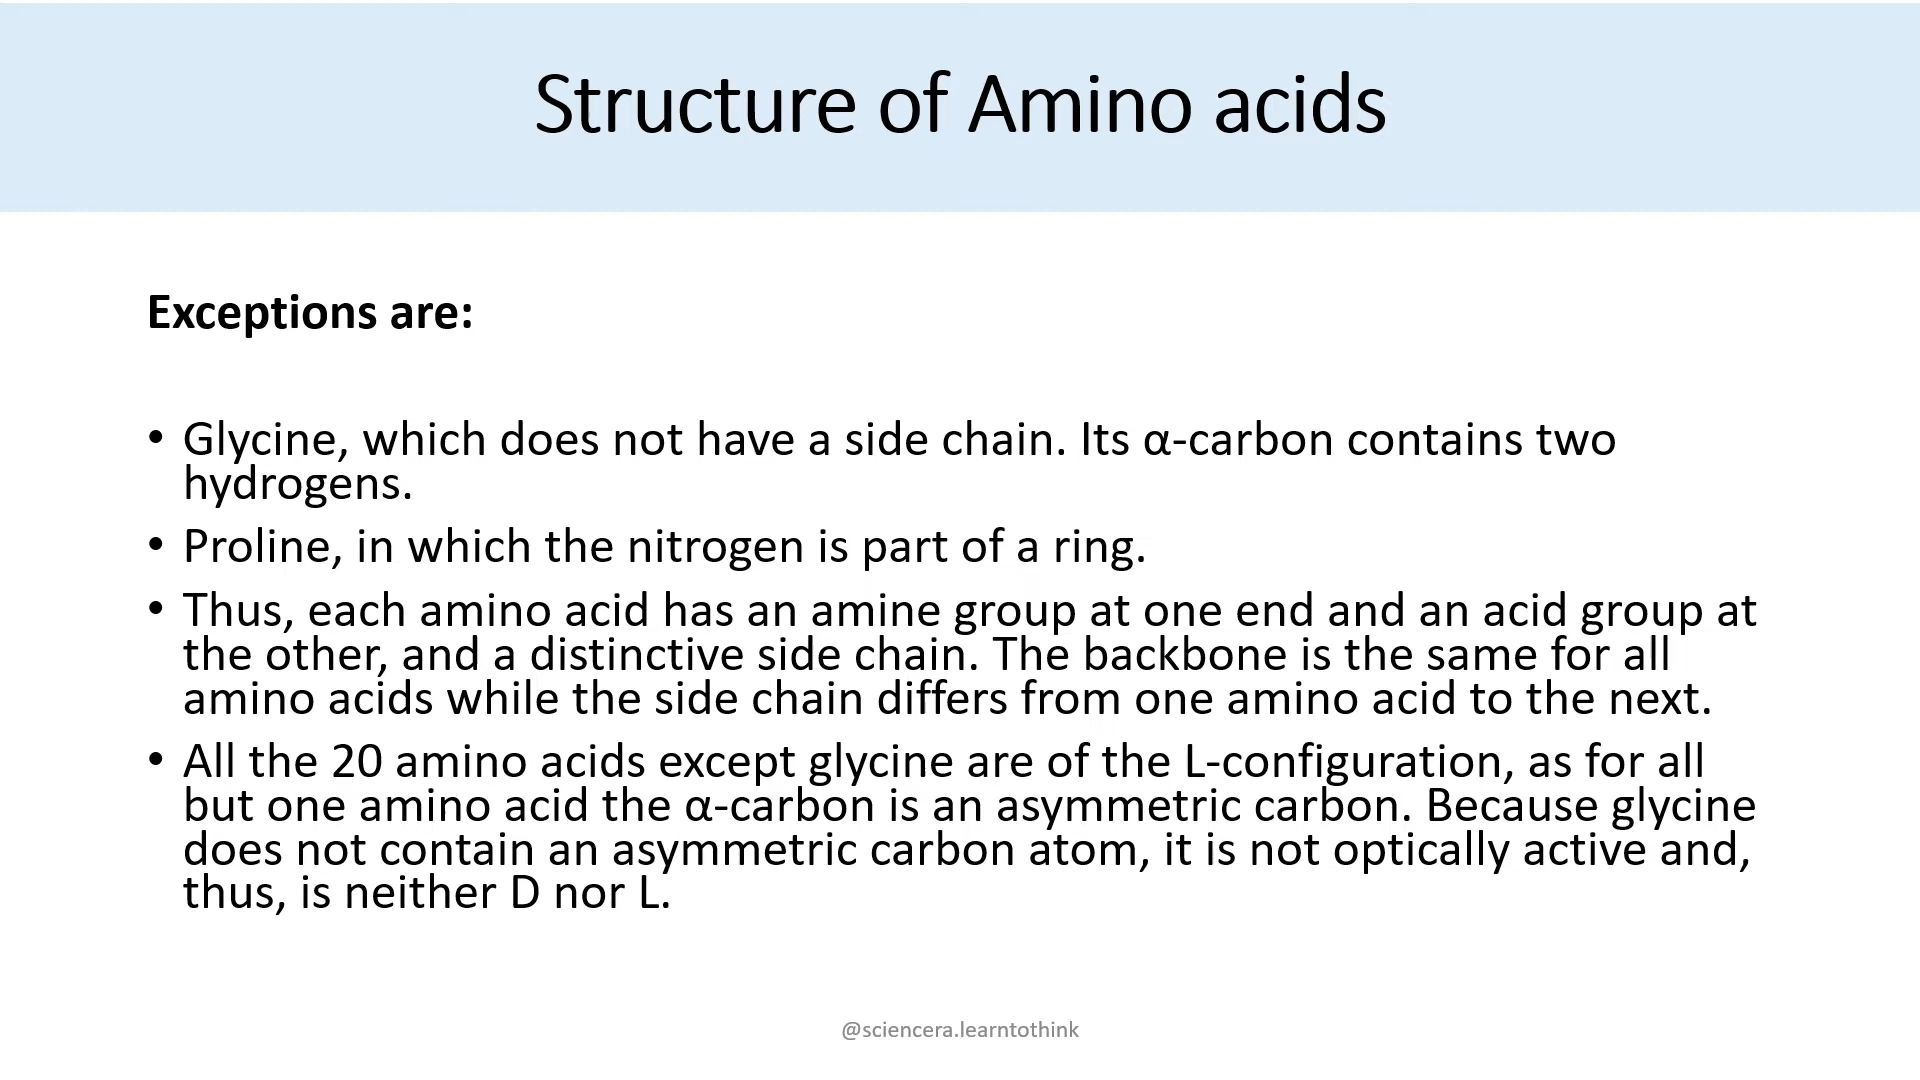 Structure of Amino acids
Exceptions are:
• Glycine, which does not have a side chain. Its α-carbon contains two
hydrogens.
• Proline, in which the nitrogen is part of a ring.
• Thus, each amino acid has an amine group at one end and an acid group at
the other, and a distinctive side chain. The backbone is the same for all
amino acids while the side chain differs from one amino acid to the next.
• All the 20 amino acids except glycine are of the L-configuration, as for all
but one amino acid the α-carbon is an asymmetric carbon. Because glycine
does not contain an asymmetric carbon atom, it is not optically active and,
thus, is neither D nor L.
@sciencera.learntothink